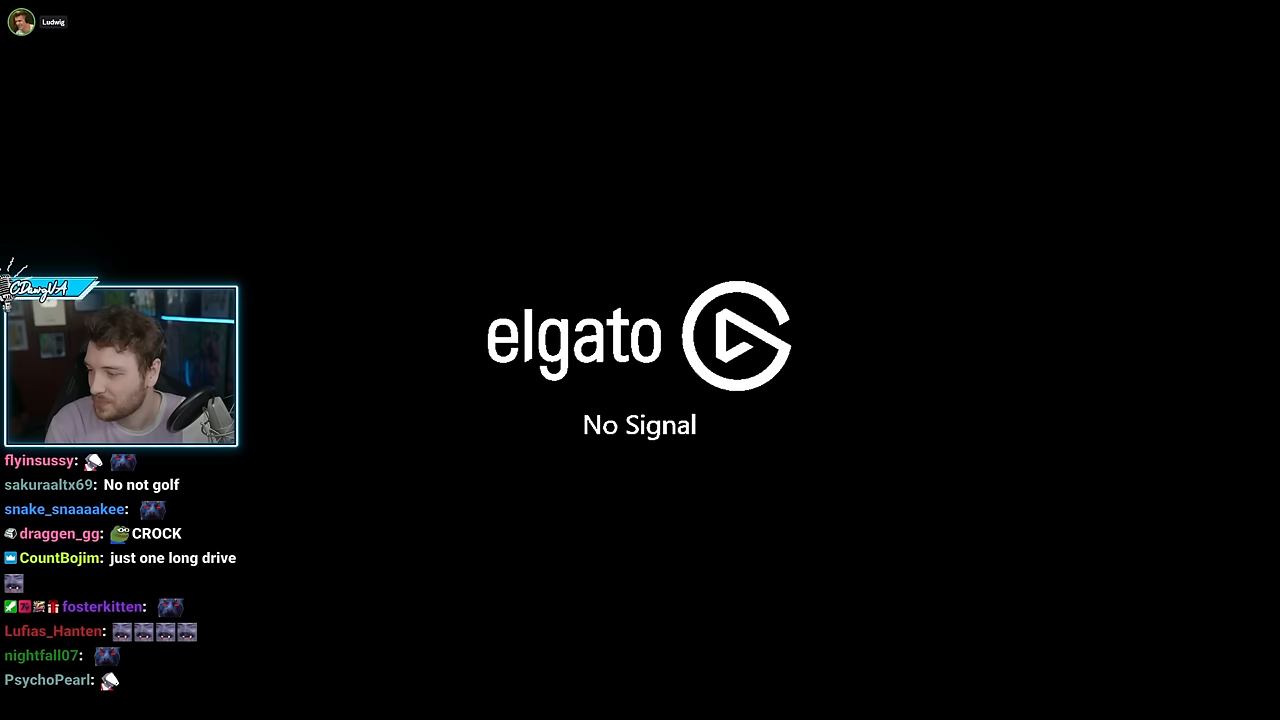 Ludwig
CDawgVA
elgato
No Signal
flyinsussy:
sakuraaltx69: No not golf
snake_snaaaakee:
draggen_gg: CROCK
CountBojim: just one long drive
fosterkitten:
Lufias_Hanten:
nightfall07:
PsychoPearl: